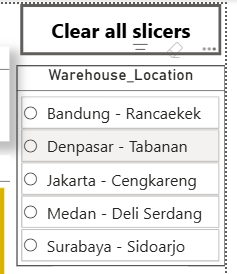 Clear all slicers
Warehouse_Location
Bandung - Rancaekek
Denpasar - Tabanan
Jakarta - Cengkareng
Medan - Deli Serdang
Surabaya - Sidoarjo